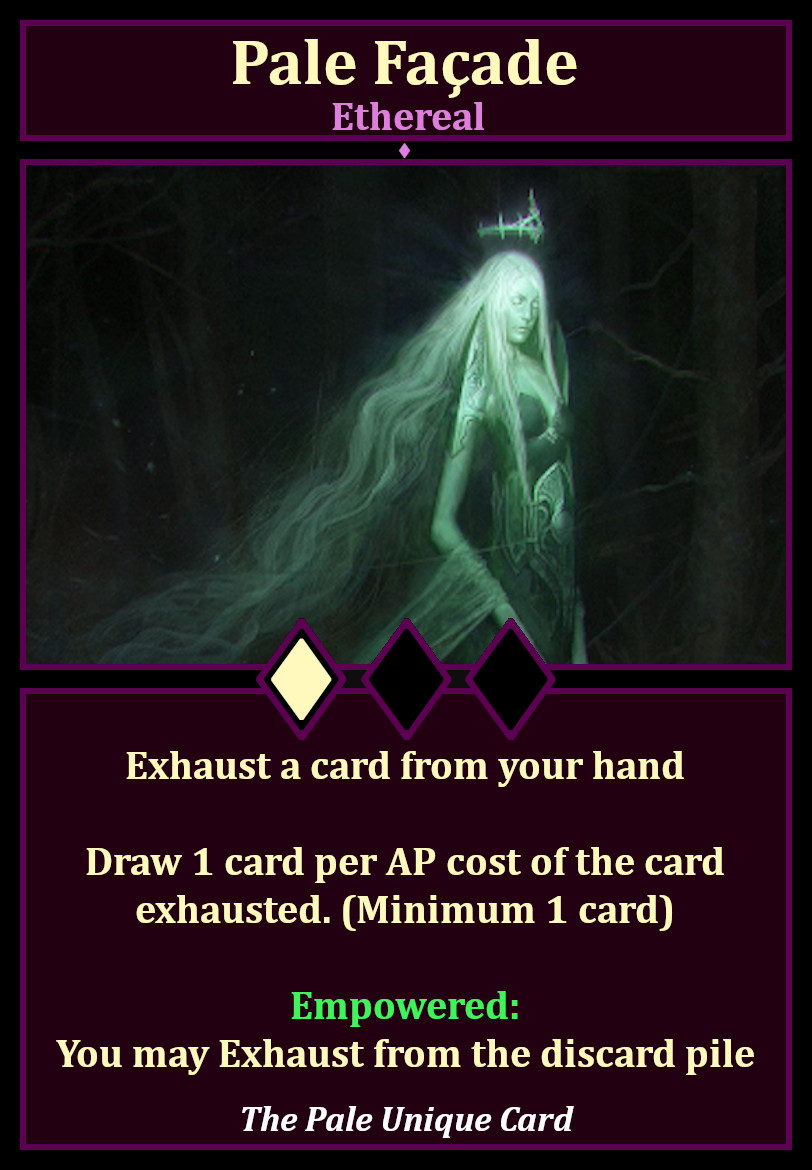 Pale Façade
Ethereal
Exhaust a card from your hand
Draw 1 card per AP cost of the card
exhausted. (Minimum 1 card)
Empowered:
You may Exhaust from the discard pile
The Pale Unique Card